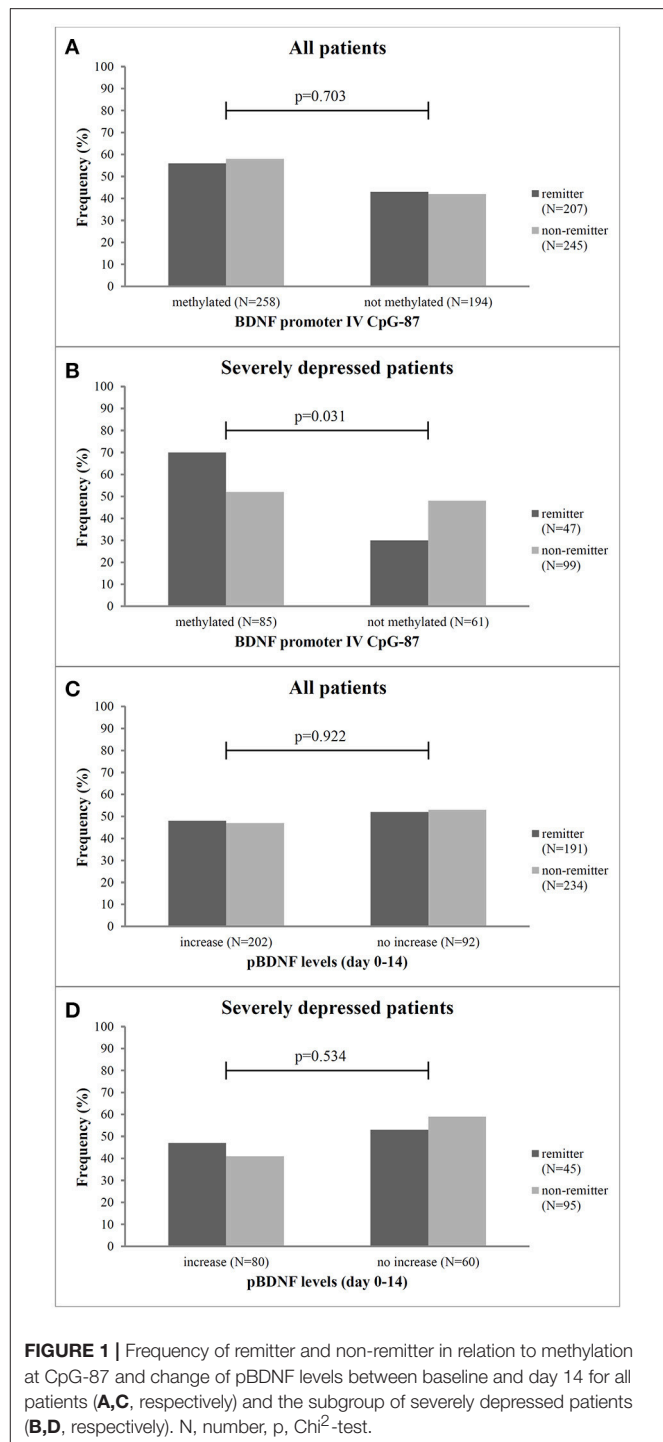 A
All patients
100
90
80
70
60
50
40
30
20
10
0
Frequency (%)
p=0.703
remitter
(N=207)
non-remitter
(N=245)
methylated (N=258)
not methylated (N=194)
BDNF promoter IV CpG-87
B
Severely depressed patients
100
90
80
70
60
50
40
30
20
10
0
Frequency (%)
p=0.031
remitter
(N=47)
non-remitter
(N=99)
methylated (N=85)
not methylated (N=61)
BDNF promoter IV CpG-87
C
All patients
100
90
80
70
60
50
40
30
20
10
0
Frequency (%)
p=0.922
remitter
(N=191)
non-remitter
(N=234)
increase (N=202)
no increase (N=92)
pBDNF levels (day 0-14)
D
Severely depressed patients
100
90
80
70
60
50
40
30
20
10
0
Frequency (%)
p=0.534
remitter
(N=45)
non-remitter
(N=95)
increase (N=80)
no increase (N=60)
pBDNF levels (day 0-14)
FIGURE 1 | Frequency of remitter and non-remitter in relation to methylation
at CpG-87 and change of pBDNF levels between baseline and day 14 for all
patients (A,C, respectively) and the subgroup of severely depressed patients
(B,D, respectively). N, number, p, Chi²-test.